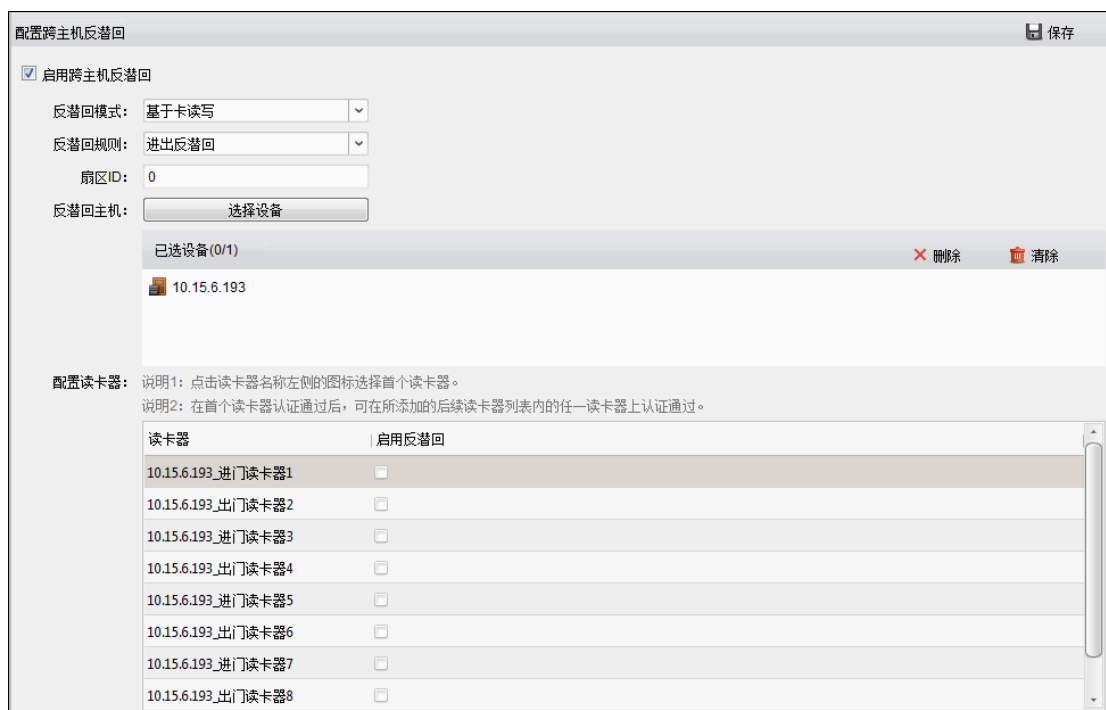 配置跨主机反潜回 保存
启用跨主机反潜回
反潜回模式： 基于卡读写
反潜回规则： 进出反潜回
扇区ID： 0
反潜回主机： 选择设备
已选设备(0/1) 删除 清除
10.15.6.193
配置读卡器： 说明1：点击读卡器名称左侧的图标选择首个读卡器。
说明2：在首个读卡器认证通过后，可在所添加的后续读卡器列表内的任一读卡器上认证通过。
读卡器 启用反潜回
10.15.6.193_进门读卡器1
10.15.6.193_出门读卡器2
10.15.6.193_进门读卡器3
10.15.6.193_出门读卡器4
10.15.6.193_进门读卡器5
10.15.6.193_出门读卡器6
10.15.6.193_进门读卡器7
10.15.6.193_出门读卡器8